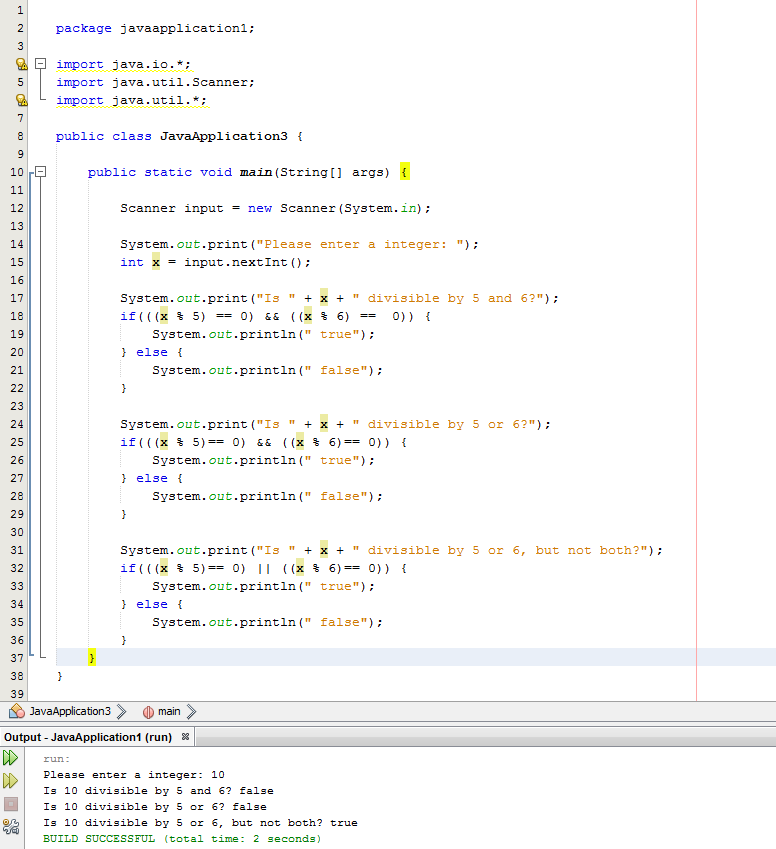 1
2 package javaapplication1;
3
import java.io.*;
5 import java.util.Scanner;
import java.util.*;
7
8 public class JavaApplication3 {
9
10 public static void main(String[] args) {
11
12 Scanner input = new Scanner(System.in);
13
14 System.out.print("Please enter a integer: ");
15 int x = input.nextInt();
16
17 System.out.print("Is " + x + " divisible by 5 and 6?");
18 if(((x % 5) == 0) && ((x % 6) ==  0)) {
19 System.out.println(" true");
20 } else {
21 System.out.println(" false");
22 }
23
24 System.out.print("Is " + x + " divisible by 5 or 6?");
25 if(((x % 5)== 0) && ((x % 6)== 0)) {
26 System.out.println(" true");
27 } else {
28 System.out.println(" false");
29 }
30
31 System.out.print("Is " + x + " divisible by 5 or 6, but not both?");
32 if(((x % 5)== 0) || ((x % 6)== 0)) {
33 System.out.println(" true");
34 } else {
35 System.out.println(" false");
36 }
37 }
38 }
39
JavaApplication3 main
Output - JavaApplication1 (run)
run:
Please enter a integer: 10
Is 10 divisible by 5 and 6? false
Is 10 divisible by 5 or 6? false
Is 10 divisible by 5 or 6, but not both? true
BUILD SUCCESSFUL (total time: 2 seconds)